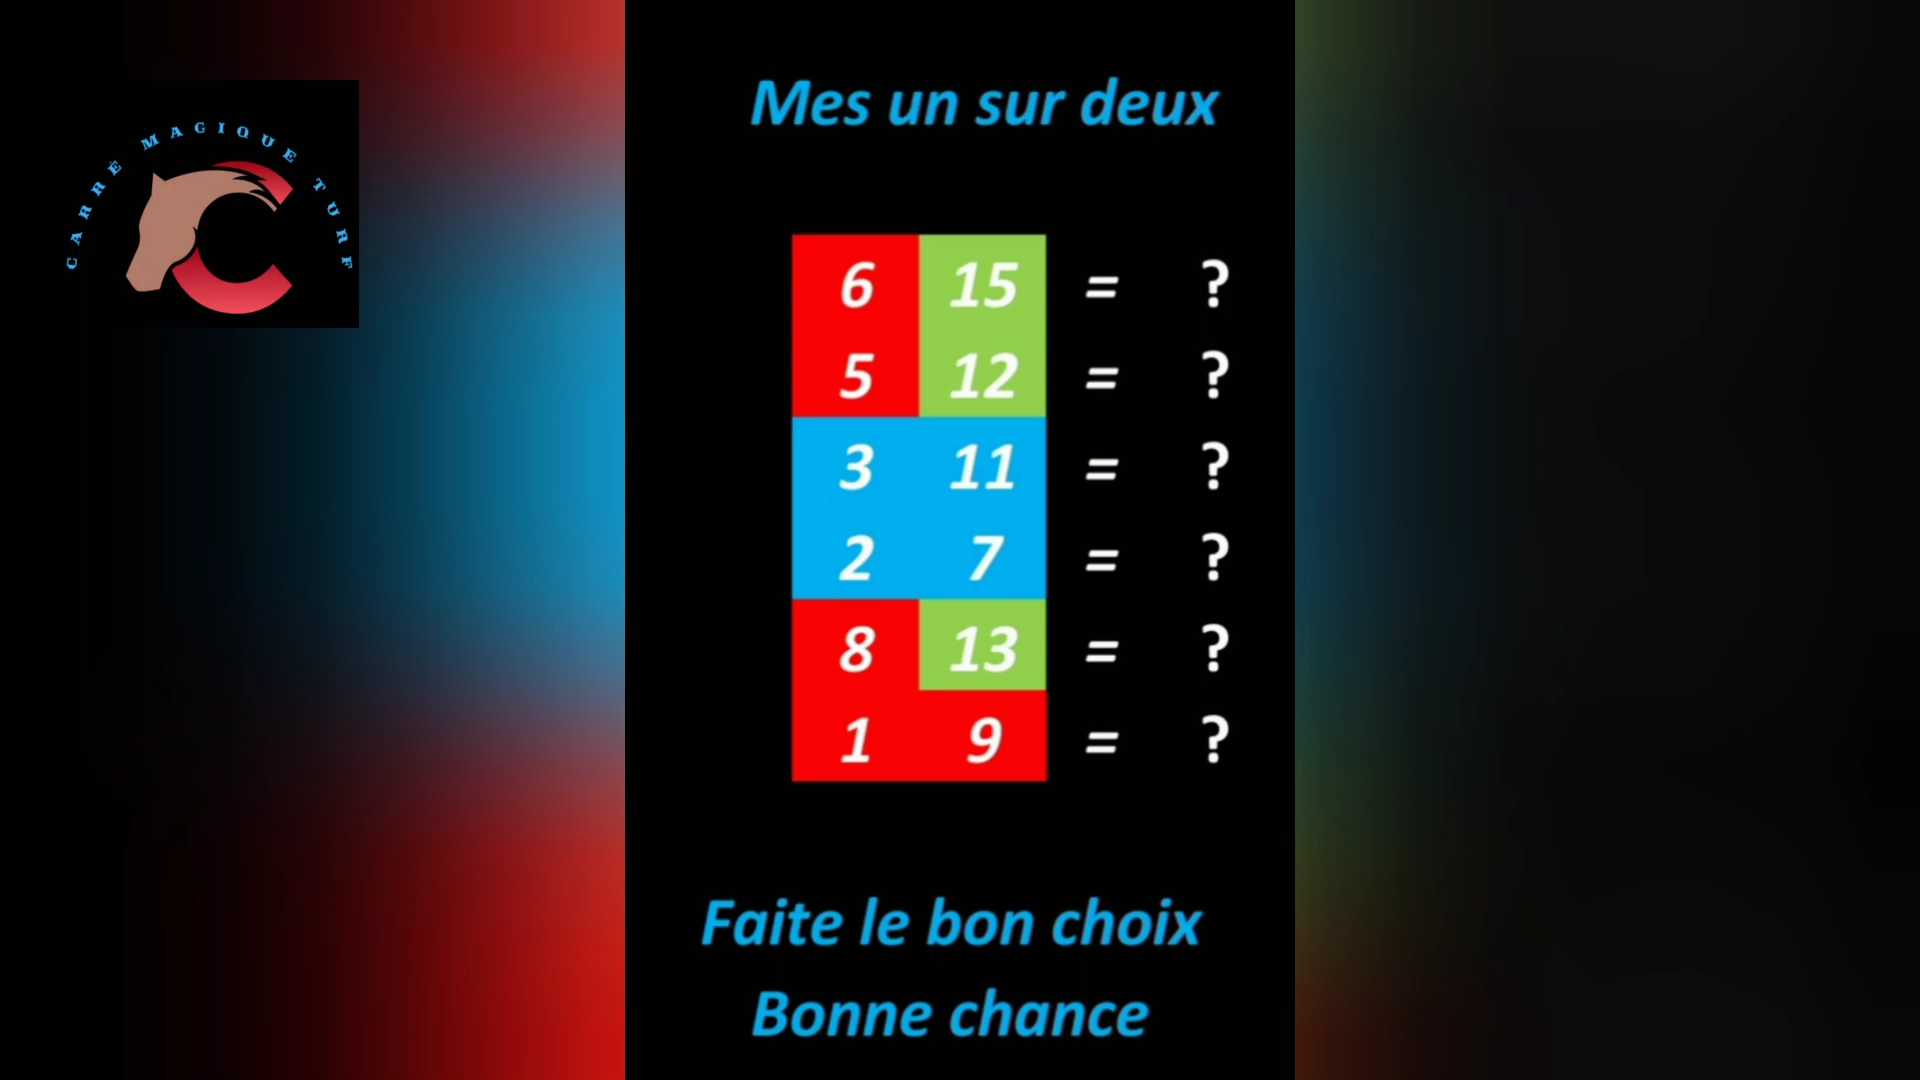 CARRÉ MAGIQUE TURF
Mes un sur deux
6 15 = ?
5 12 = ?
3 11 = ?
2 7 = ?
8 13 = ?
1 9 = ?
Faite le bon choix
Bonne chance